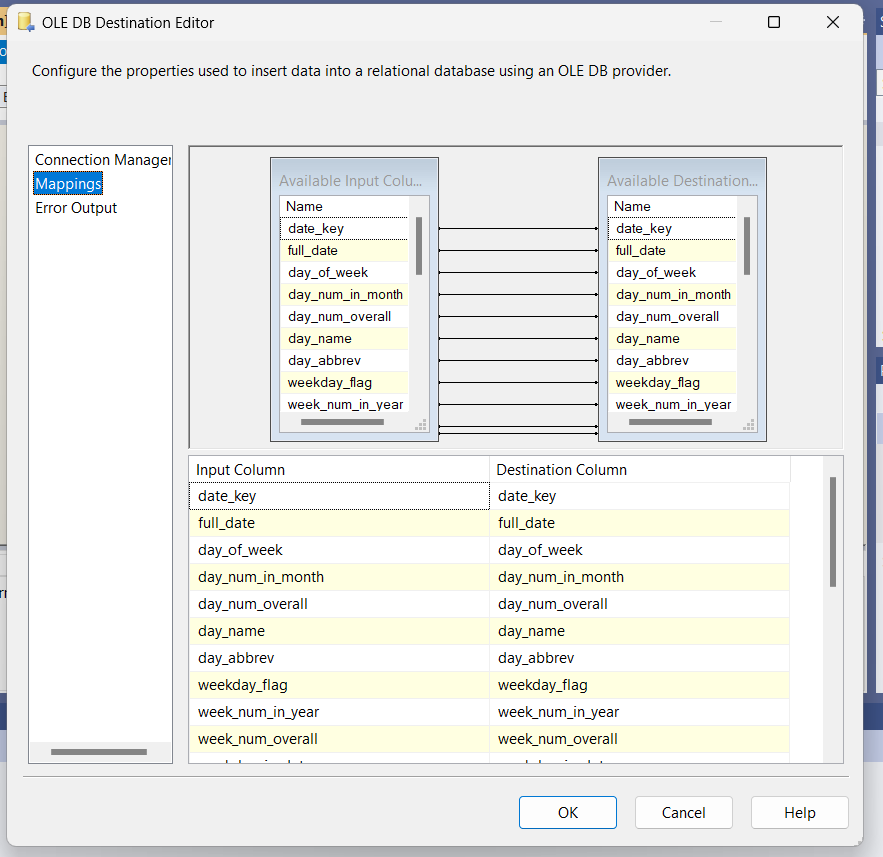 OLE DB Destination Editor
Configure the properties used to insert data into a relational database using an OLE DB provider.
Connection Manager
Mappings
Error Output
Available Input Colu...
Name
date_key
full_date
day_of_week
day_num_in_month
day_num_overall
day_name
day_abbrev
weekday_flag
week_num_in_year
Available Destination...
Name
date_key
full_date
day_of_week
day_num_in_month
day_num_overall
day_name
day_abbrev
weekday_flag
week_num_in_year
Input Column Destination Column
date_key date_key
full_date full_date
day_of_week day_of_week
day_num_in_month day_num_in_month
day_num_overall day_num_overall
day_name day_name
day_abbrev day_abbrev
weekday_flag weekday_flag
week_num_in_year week_num_in_year
week_num_overall week_num_overall
OK Cancel Help